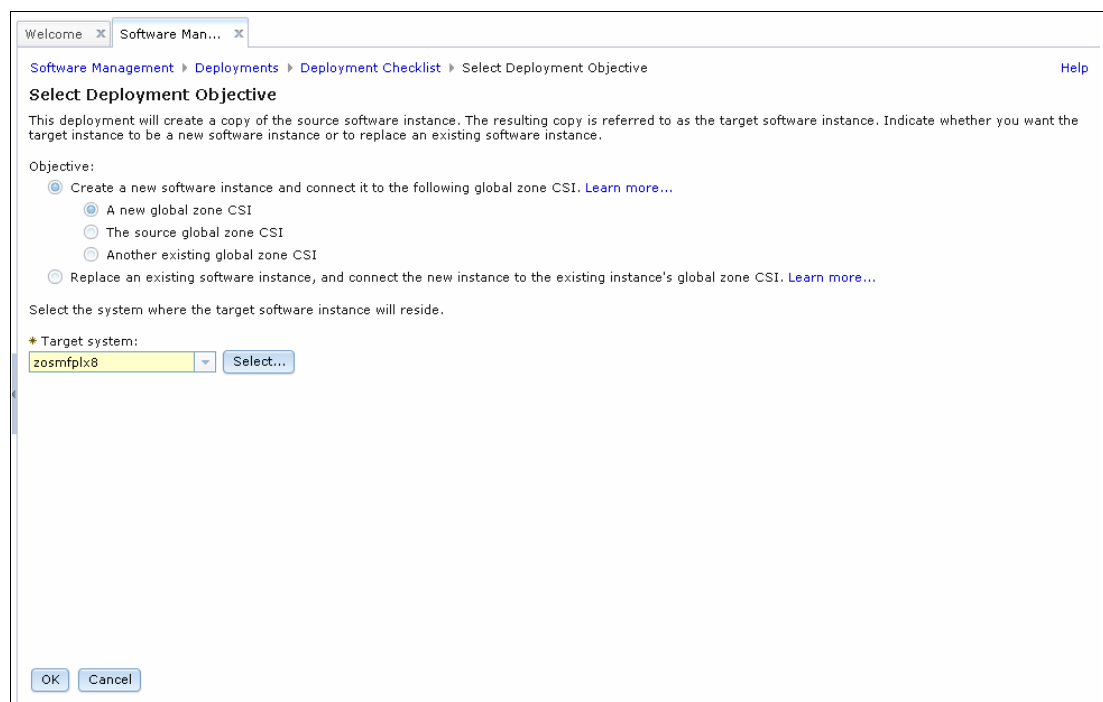 Welcome x Software Man... x
Software Management Deployments Deployment Checklist Select Deployment Objective Help
Select Deployment Objective
This deployment will create a copy of the source software instance. The resulting copy is referred to as the target software instance. Indicate whether you want the
target instance to be a new software instance or to replace an existing software instance.
Objective:
Create a new software instance and connect it to the following global zone CSI. Learn more...
A new global zone CSI
The source global zone CSI
Another existing global zone CSI
Replace an existing software instance, and connect the new instance to the existing instance's global zone CSI. Learn more...
Select the system where the target software instance will reside.
* Target system:
zosmfplx8 Select...
OK Cancel